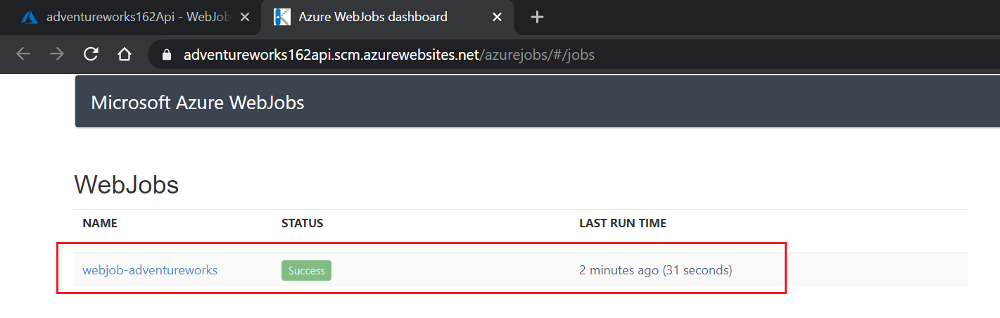 adventureworks162Api - WebJob
Azure WebJobs dashboard
adventureworks162api.scm.azurewebsites.net/azurejobs/#/jobs
Microsoft Azure WebJobs
WebJobs
NAME STATUS LAST RUN TIME
webjob-adventureworks Success 2 minutes ago (31 seconds)